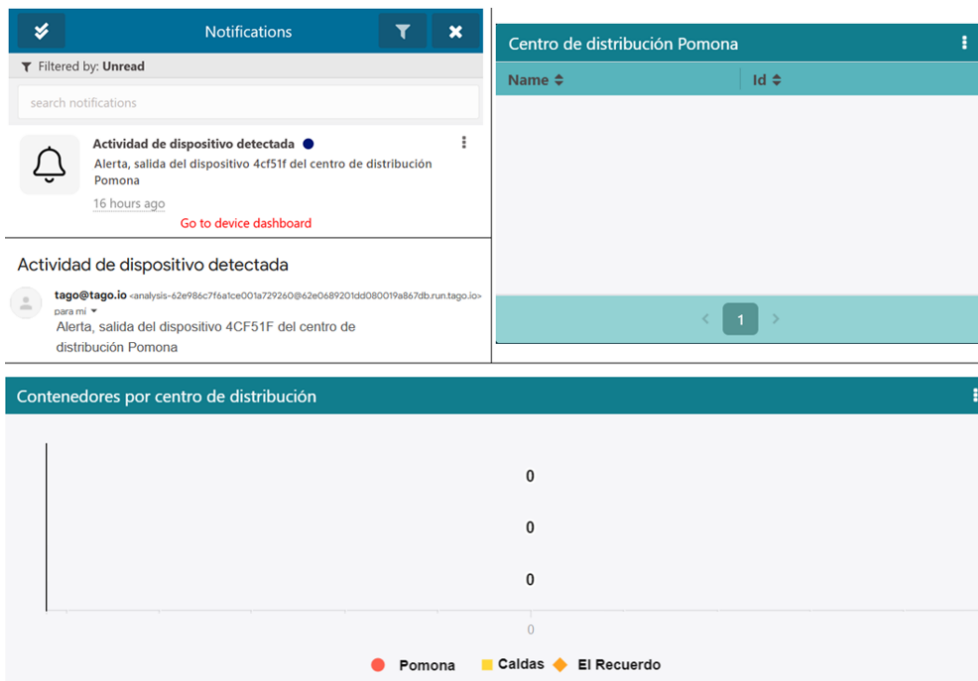 Notifications
Filtered by: Unread
search notifications
Actividad de dispositivo detectada
Alerta, salida del dispositivo 4cf51f del centro de distribución
Pomona
16 hours ago
Go to device dashboard
Actividad de dispositivo detectada
tago@tago.io <analysis-62e986c7f6a1ce001a729260@62e0689201dd080019a867db.run.tago.io>
para mí
Alerta, salida del dispositivo 4CF51F del centro de
distribución Pomona
Centro de distribución Pomona
Name Id
1
Contenedores por centro de distribución
0
0
0
0
Pomona Caldas El Recuerdo